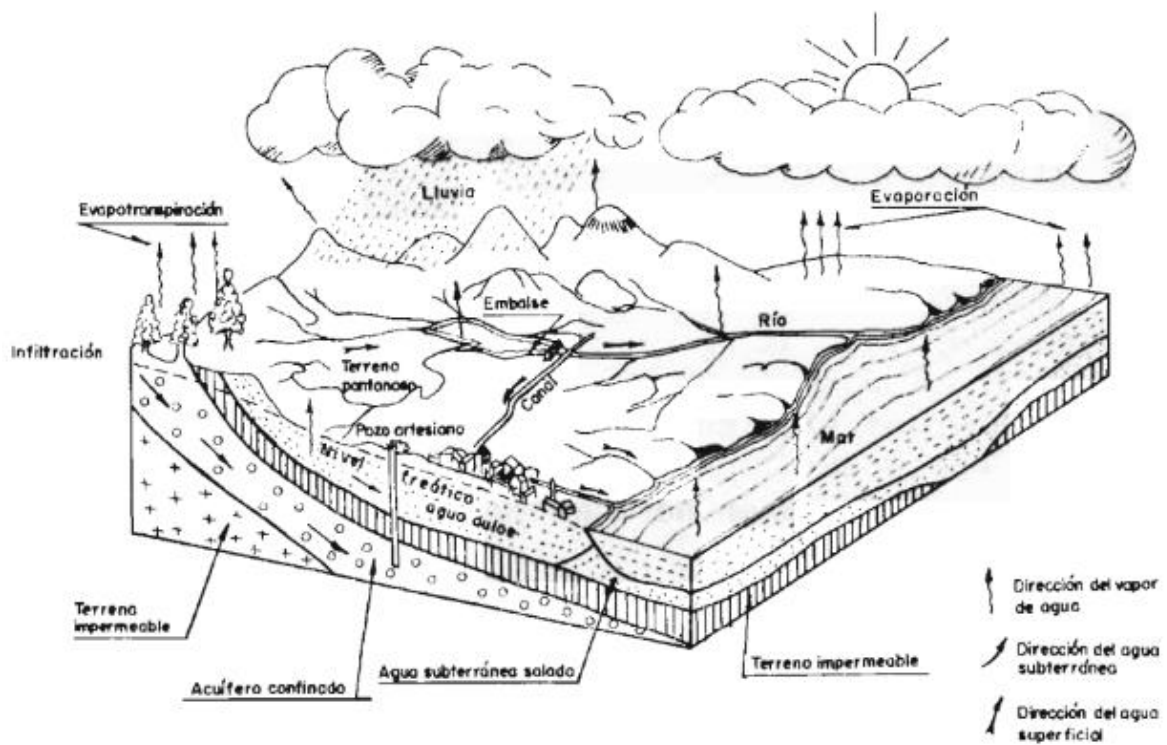 Lluvia
Evaporación
Evapotranspiración
Embalse
Río
Infiltración
Terreno
pantanoso
Canal
Pozo artesiano
Mar
Nivel
freático
agua dulce
Terreno
impermeable
Acuífero confinado
Agua subterránea salada
Terreno impermeable
Dirección del vapor
de agua
Dirección del agua
subterránea
Dirección del agua
superficial